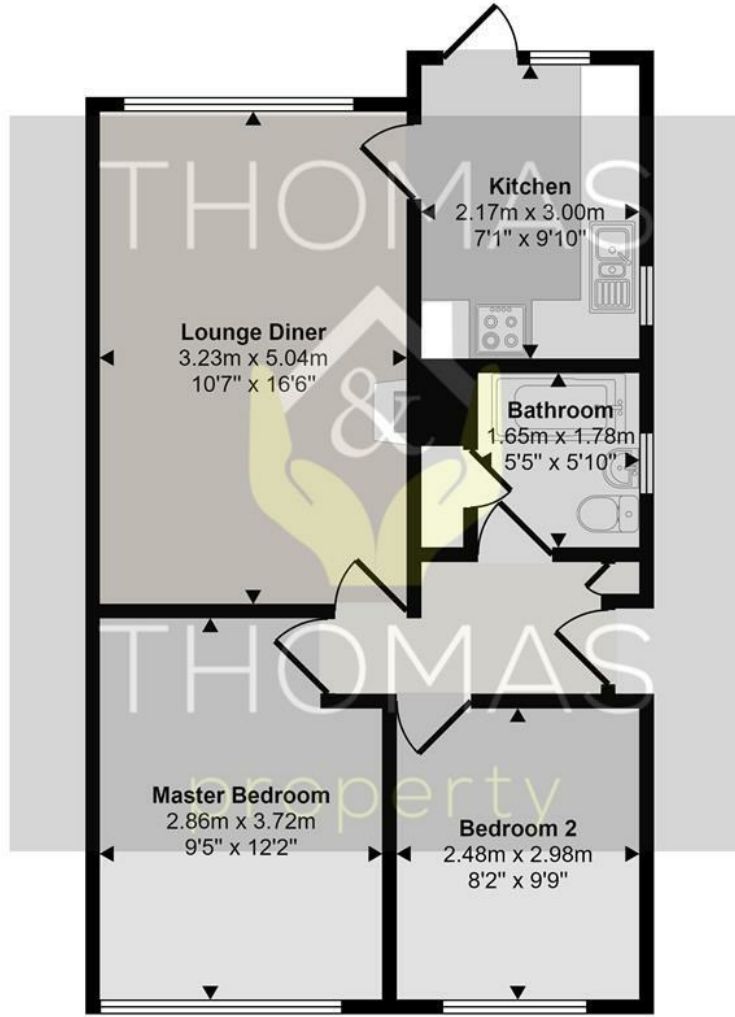 Kitchen
2.17m x 3.00m
7'1" x 9'10"
THOMAS
Lounge Diner
3.23m x 5.04m
10'7" x 16'6"
&
Bathroom
1.65m x 1.78m
5'5" x 5'10"
THOMAS
property
Master Bedroom
2.86m x 3.72m
9'5" x 12'2"
Bedroom 2
2.48m x 2.98m
8'2" x 9'9"